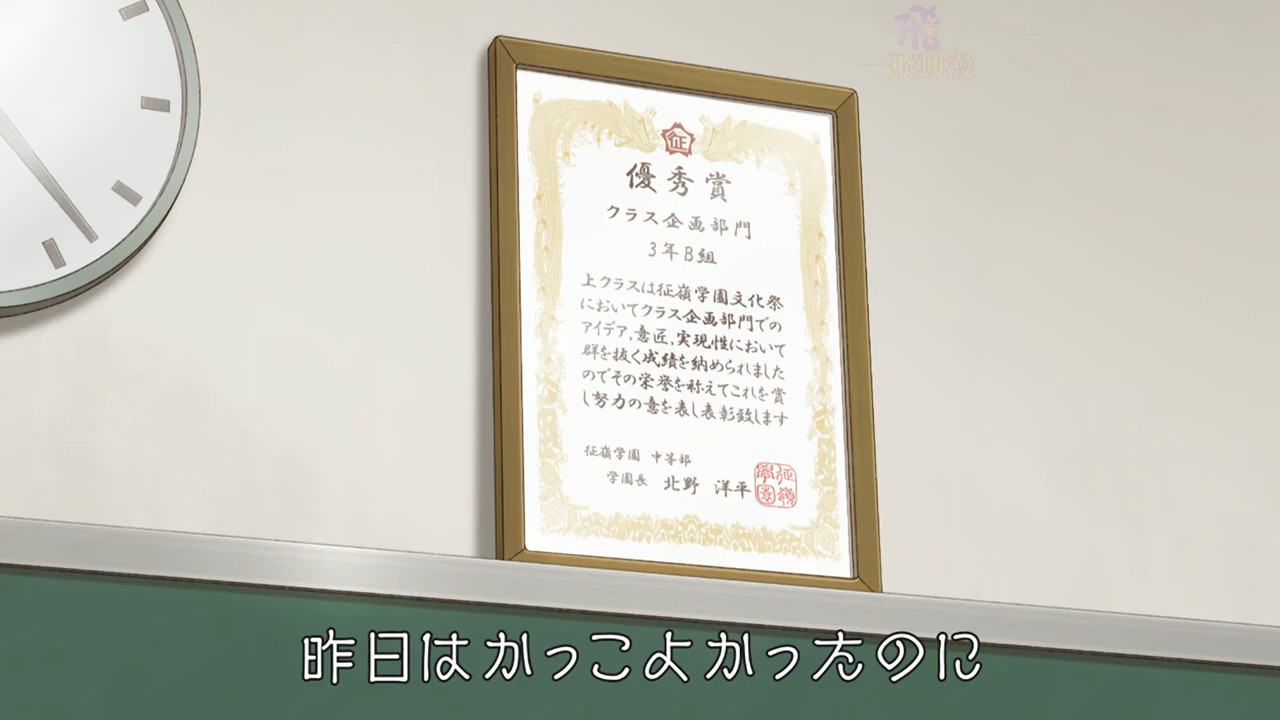 飛
一飛動漫
征
優秀賞
クラス企画部門
3年B組
上クラスは征嶺学園文化祭
においてクラス企画部門での
アイデア,意匠,実現性において
群を抜く成績を納められました
のでその栄誉を称えてこれを賞
し努力の意を表し表彰致します
征嶺学園 中等部
学園長 北野 洋平
征嶺
學園
昨日はかっこよかったのに